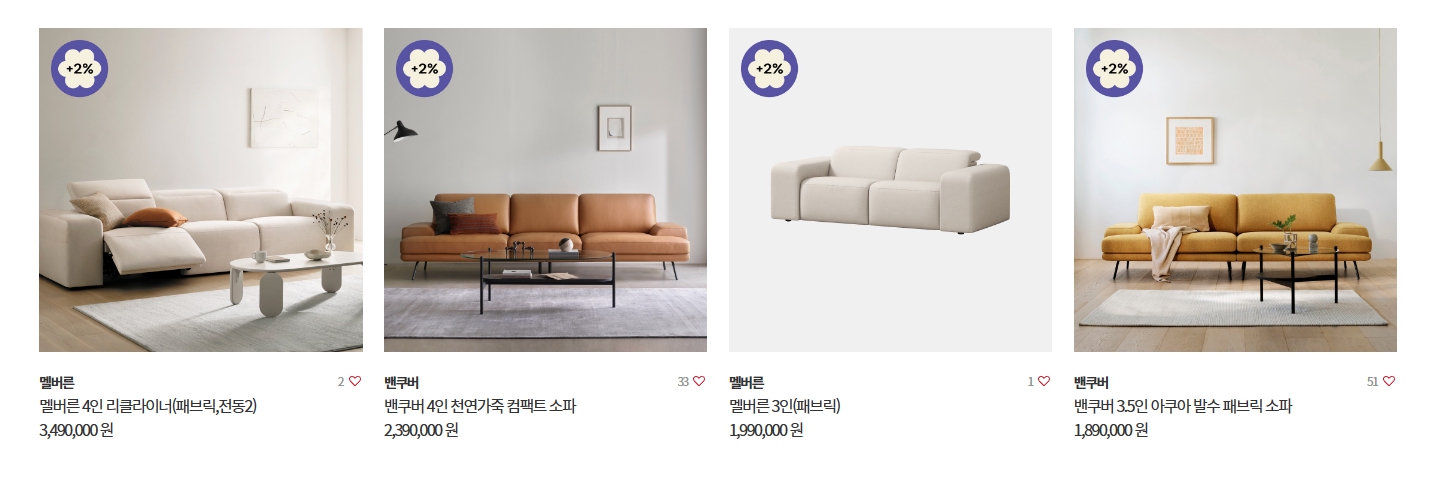 +2%
+2%
+2%
+2%
멜버른 2
멜버른 4인 리클라이너(패브릭,전동2)
3,490,000 원
밴쿠버 33
밴쿠버 4인 천연가죽 컴팩트 소파
2,390,000 원
멜버른 1
멜버른 3인(패브릭)
1,990,000 원
밴쿠버 51
밴쿠버 3.5인 아쿠아 발수 패브릭 소파
1,890,000 원